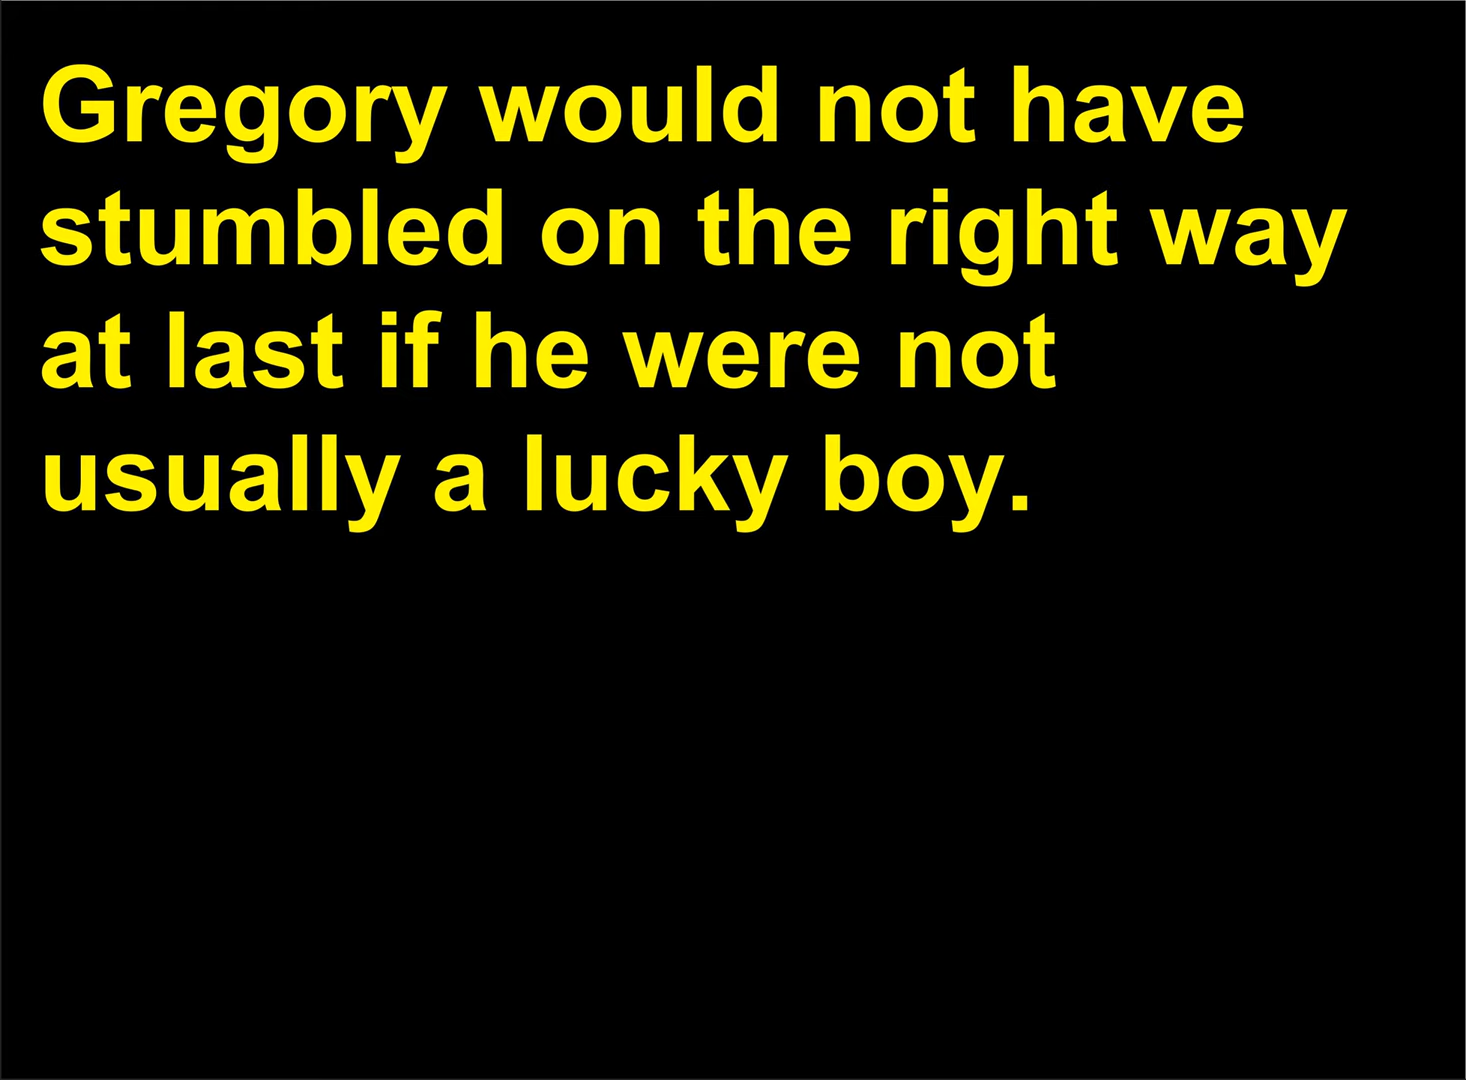 Gregory would not have
stumbled on the right way
at last if he were not
usually a lucky boy.